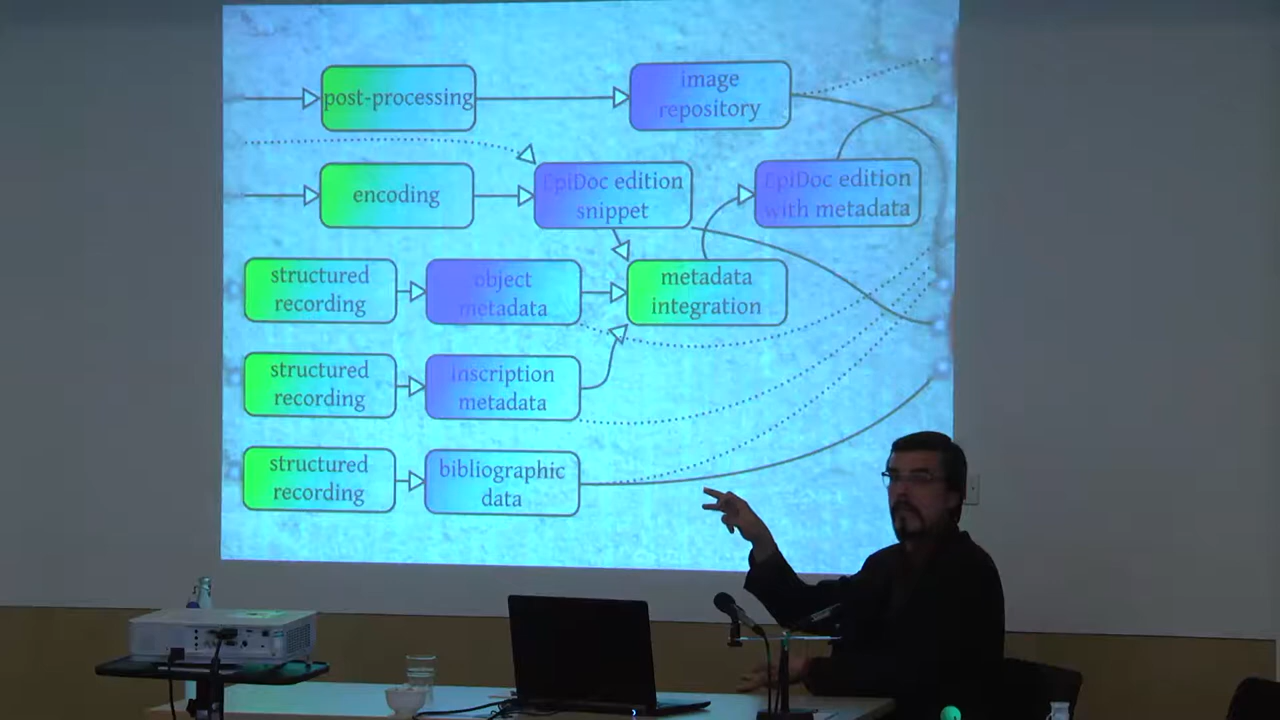 post-processing
image
repository
encoding
EpiDoc edition
snippet
EpiDoc edition
with metadata
structured
recording
object
metadata
metadata
integration
structured
recording
inscription
metadata
structured
recording
bibliographic
data